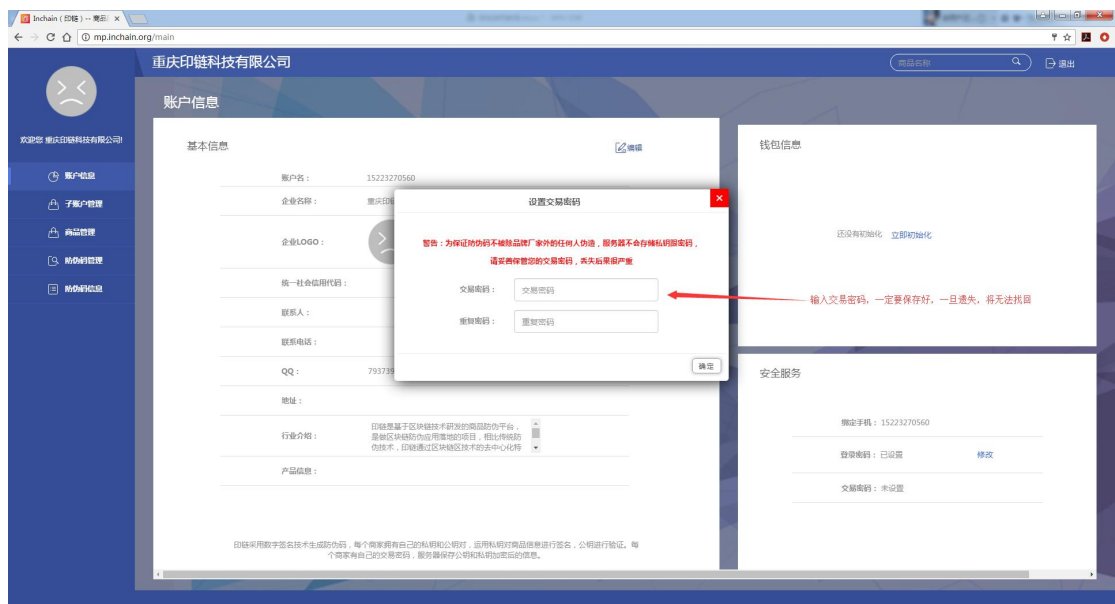 Inchain ( 印链 ) -- 商品
mp.inchain.org/main
重庆印链科技有限公司
商品名称
退出
欢迎您 重庆印链科技有限公司!
账户信息
子账户管理
商品管理
防伪码管理
防伪码信息
账户信息
基本信息
编辑
账户名：
15223270560
企业名称：
重庆印
企业LOGO：
统一社会信用代码：
联系人：
联系电话：
QQ：
793739
地址：
行业介绍：
印链是基于区块链技术研发的商品防伪平台，
是做区块链防伪应用落地的项目，相比传统防
伪技术，印链通过区块链区技术的去中心化特
产品信息：
印链采用数字签名技术生成防伪码，每个商家拥有自己的私钥和公钥对，运用私钥对商品信息进行签名，公钥进行验证。每
个商家有自己的交易密码，服务器保存公钥和私钥加密后的信息。
设置交易密码
警告：为保证防伪码不被除品牌厂家外的任何人伪造，服务器不会存储私钥跟密码，
请妥善保管您的交易密码，丢失后果很严重
交易密码：
交易密码
重复密码：
重复密码
确定
钱包信息
还没有初始化 立即初始化
输入交易密码，一定要保存好，一旦遗失，将无法找回
安全服务
绑定手机：15223270560
登录密码：已设置
修改
交易密码：未设置